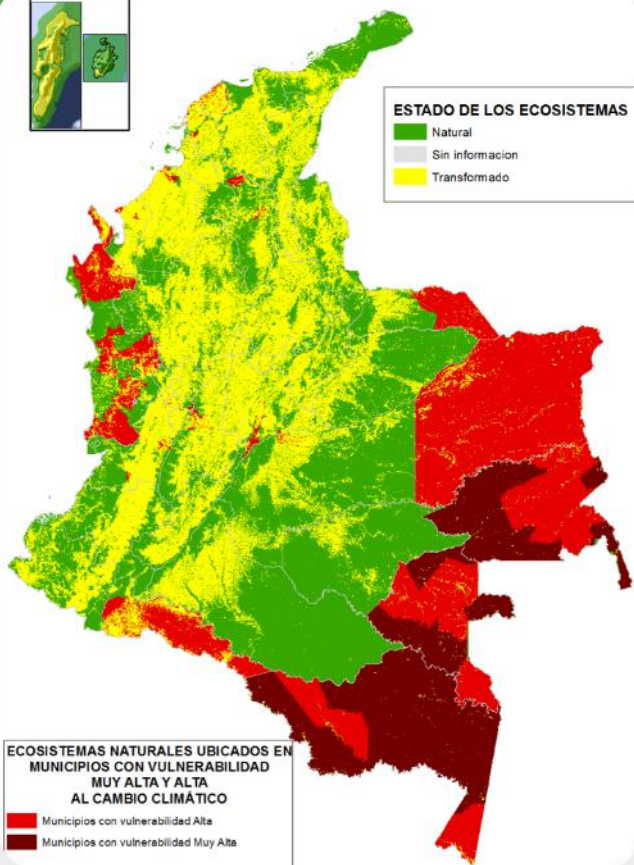 ESTADO DE LOS ECOSISTEMAS
Natural
Sin informacion
Transformado
ECOSISTEMAS NATURALES UBICADOS EN
MUNICIPIOS CON VULNERABILIDAD
MUY ALTA Y ALTA
AL CAMBIO CLIMÁTICO
Municipios con vulnerabilidad Alta
Municipios con vulnerabilidad Muy Alta